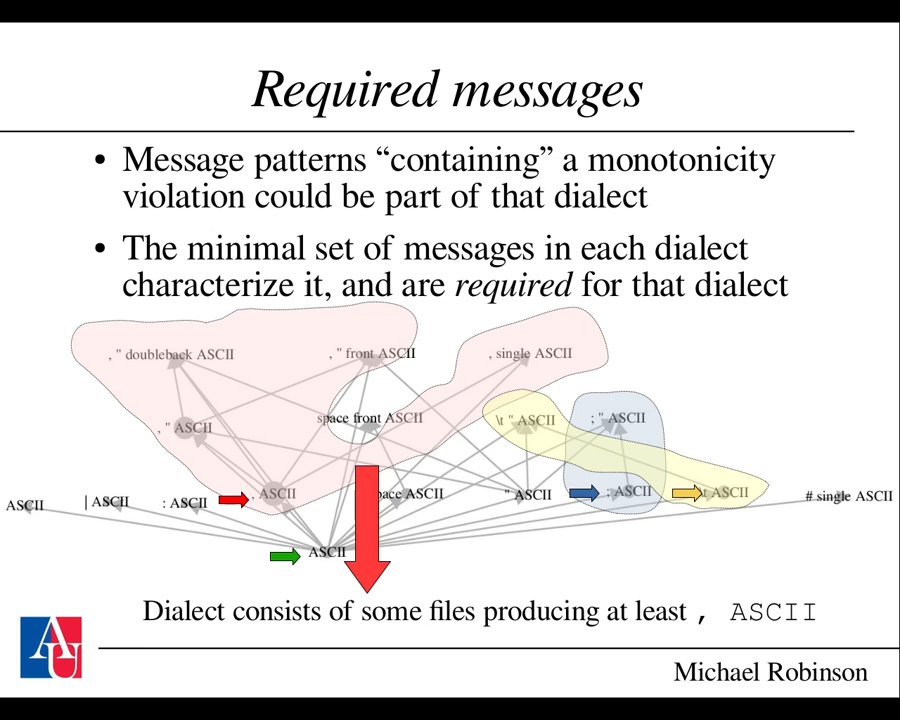 Required messages
• Message patterns “containing” a monotonicity
violation could be part of that dialect
• The minimal set of messages in each dialect
characterize it, and are required for that dialect
, " doubleback ASCII
, " front ASCII
, single ASCII
, " ASCII
space front ASCII
\t " ASCII
; " ASCII
ASCII
| ASCII
: ASCII
, ASCII
pace ASCII
" ASCII
; ASCII
\t ASCII
# single ASCII
ASCII
Dialect consists of some files producing at least , ASCII
AU
Michael Robinson